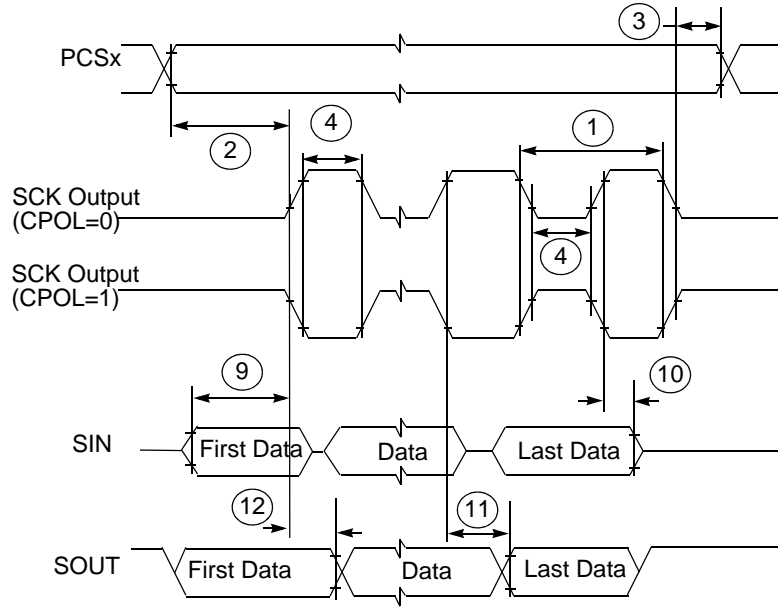 3
PCSx
2
4
1
SCK Output
(CPOL=0)
4
SCK Output
(CPOL=1)
9
10
SIN
First Data
Data
Last Data
12
11
SOUT
First Data
Data
Last Data